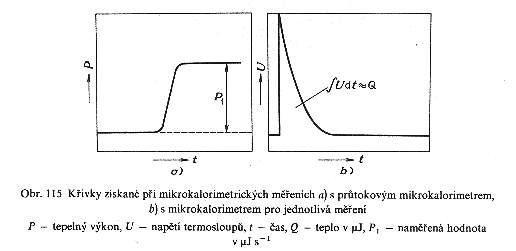 P
P₁
t
a)
U
∫Udt≈Q
t
b)
Obr. 115 Křivky získané při mikrokalorimetrických měřeních a) s průtokovým mikrokalorimetrem,
b) s mikrokalorimetrem pro jednotlivá měření
P – tepelný výkon, U – napětí termosloupů, t – čas, Q – teplo v μJ, P₁ – naměřená hodnota
v μJ s⁻¹